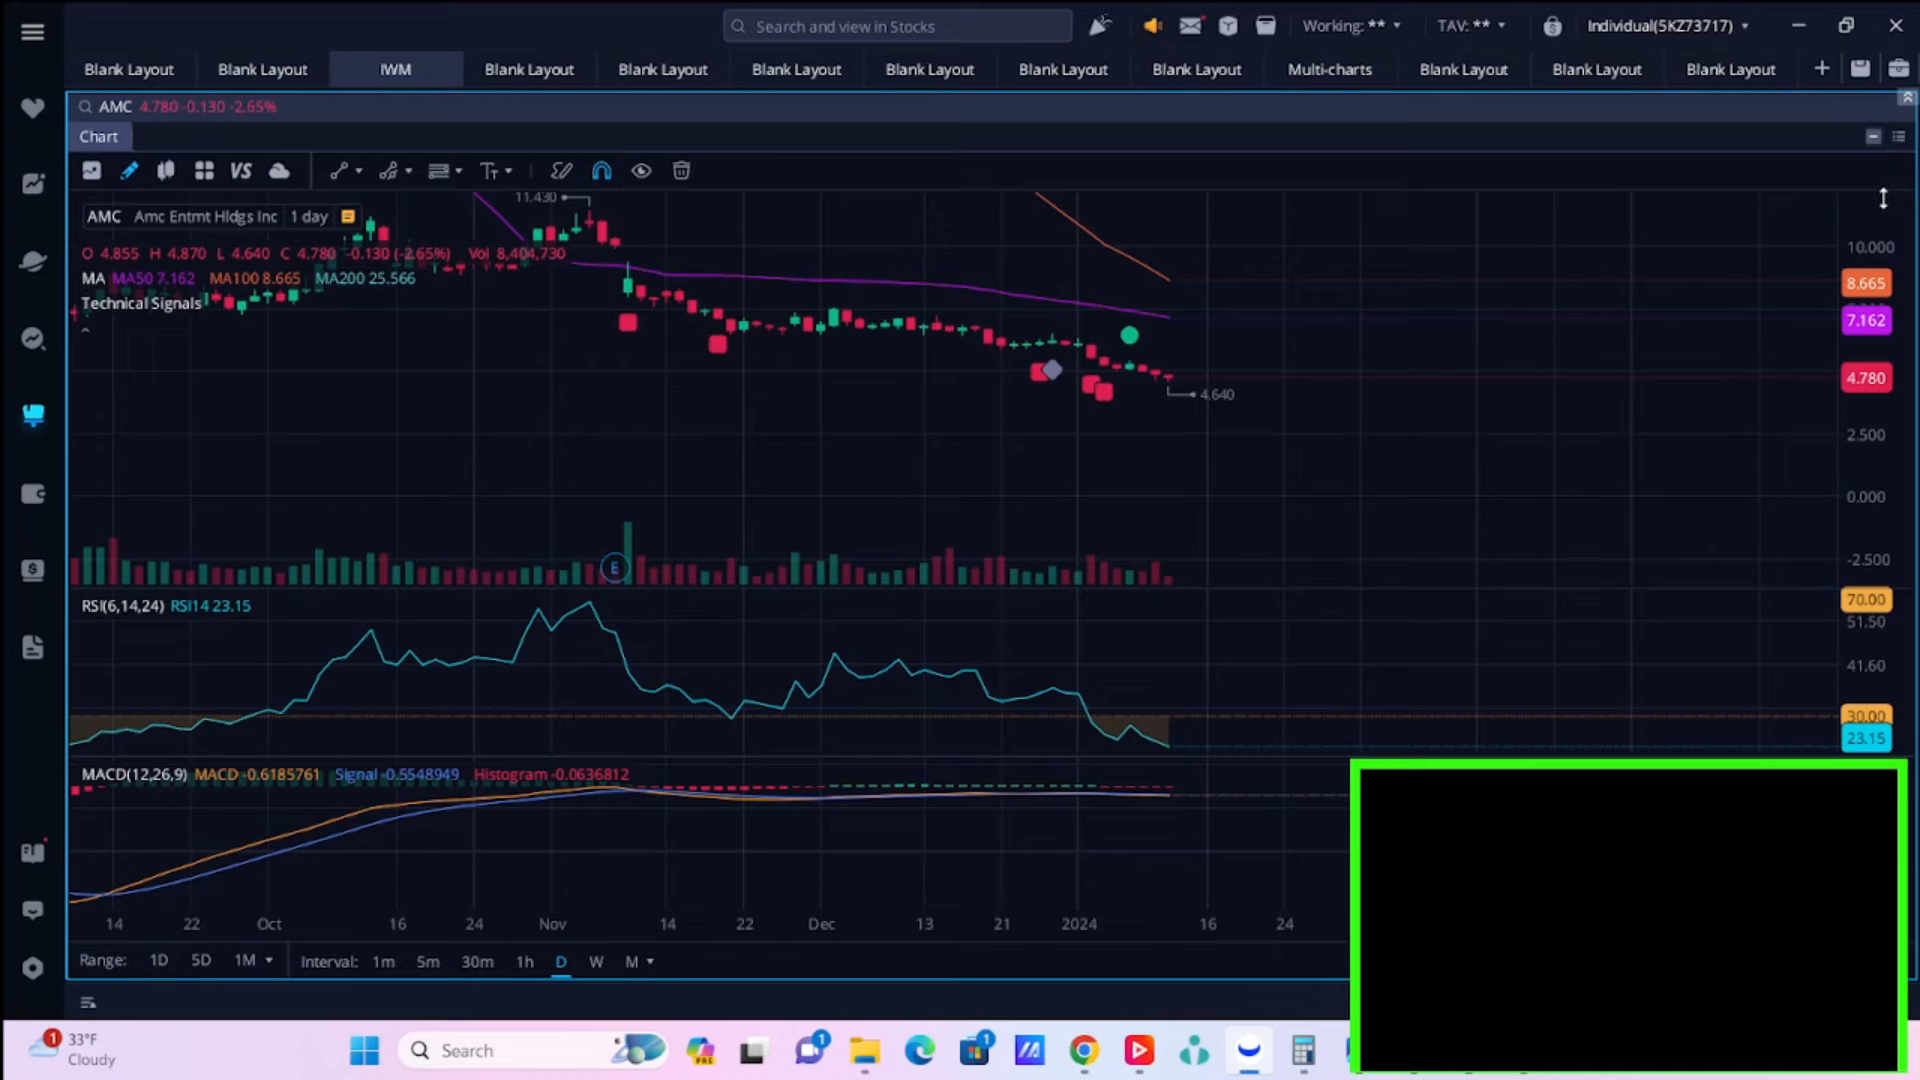 Search and view in Stocks
Working: **
TAV: **
Individual(5KZ73717)
Blank Layout
Blank Layout
IWM
Blank Layout
Blank Layout
Blank Layout
Blank Layout
Blank Layout
Blank Layout
Multi-charts
Blank Layout
Blank Layout
Blank Layout
AMC 4.780 -0.130 -2.65%
Chart
VS
11.430
AMC Amc Entmt Hldgs Inc 1 day
10.000
O 4.855 H 4.870 L 4.640 C 4.780 -0.130 (-2.65%) Vol 8,404,730
MA MA50 7.162 MA100 8.665 MA200 25.566
8.665
Technical Signals
7.162
4.780
4.640
2.500
0.000
-2.500
E
RSI(6,14,24) RSI14 23.15
70.00
51.50
41.60
30.00
23.15
MACD(12,26,9) MACD -0.6185761 Signal -0.5548949 Histogram -0.0636812
14 22 Oct 16 24 Nov 14 22 Dec 13 21 2024 16 24
Range: 1D 5D 1M Interval: 1m 5m 30m 1h D W M
1
33°F
Cloudy
Search
PRE
1
1